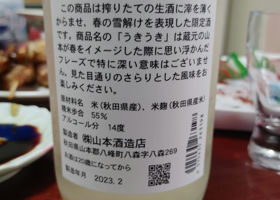 この商品は搾りたての生酒に滓を薄く
からませ、春の雪解けを表現した限定酒
です。商品名の「うきうき」は蔵元の山
本が春をイメージした際に思い浮かんだ
フレーズで特に深い意味はございませ
ん。見た目通りのさらりとした風味をお
楽しみください。
原材料名 米(秋田県産)、米麹(秋田県産米)
精米歩合 55%
アルコール分 14度
製造者 ㈱山本酒造店
秋田県山本郡八峰町八森字八森269
お酒は20歳になってから
製造年月 2023.2